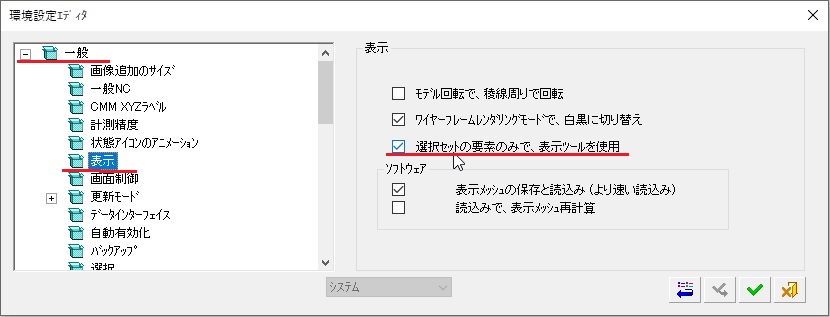 環境設定ｴﾃﾞｨﾀ
一般
画像追加のｻｲｽﾞ
一般NC
CMM XYZﾗﾍﾞﾙ
計測精度
状態ｱｲｺﾝのｱﾆﾒｰｼｮﾝ
表示
画面制御
更新ﾓｰﾄﾞ
ﾃﾞｰﾀｲﾝﾀｰﾌｪｲｽ
自動有効化
ﾊﾞｯｸｱｯﾌﾟ
選択
表示
ﾓﾃﾞﾙ回転で、稜線周りで回転
ﾜｲﾔｰﾌﾚｰﾑﾚﾝﾀﾞﾘﾝｸﾞﾓｰﾄﾞで、白黒に切り替え
選択ｾｯﾄの要素のみで、表示ﾂｰﾙを使用
ｿﾌﾄｳｪｱ
表示ﾒｯｼｭの保存と読込み (より速い読込み)
読込みで、表示ﾒｯｼｭ再計算
ｼｽﾃﾑ